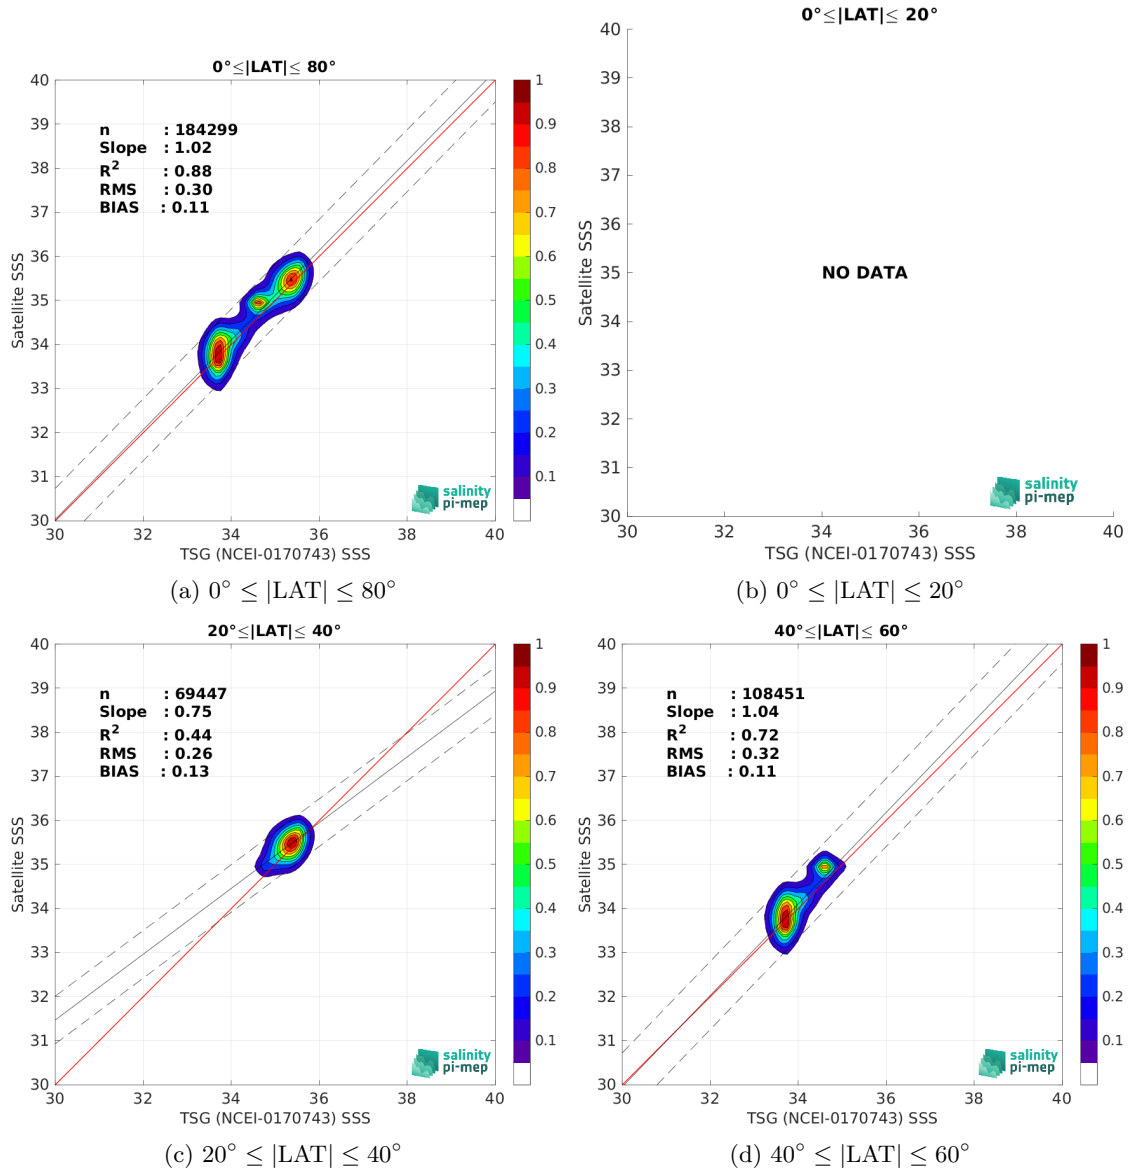 0°≤|LAT|≤ 80°
40
39
38
37
36
35
34
33
32
31
30
Satellite SSS
n : 184299
Slope : 1.02
R² : 0.88
RMS : 0.30
BIAS : 0.11
salinity
pi-mep
30 32 34 36 38 40
TSG (NCEI-0170743) SSS
1
0.9
0.8
0.7
0.6
0.5
0.4
0.3
0.2
0.1
(a) 0° ≤ |LAT| ≤ 80°
0°≤|LAT|≤ 20°
40
39
38
37
36
35
34
33
32
31
30
Satellite SSS
NO DATA
salinity
pi-mep
30 32 34 36 38 40
TSG (NCEI-0170743) SSS
(b) 0° ≤ |LAT| ≤ 20°
20°≤|LAT|≤ 40°
40
39
38
37
36
35
34
33
32
31
30
Satellite SSS
n : 69447
Slope : 0.75
R² : 0.44
RMS : 0.26
BIAS : 0.13
salinity
pi-mep
30 32 34 36 38 40
TSG (NCEI-0170743) SSS
1
0.9
0.8
0.7
0.6
0.5
0.4
0.3
0.2
0.1
(c) 20° ≤ |LAT| ≤ 40°
40°≤|LAT|≤ 60°
40
39
38
37
36
35
34
33
32
31
30
Satellite SSS
n : 108451
Slope : 1.04
R² : 0.72
RMS : 0.32
BIAS : 0.11
salinity
pi-mep
30 32 34 36 38 40
TSG (NCEI-0170743) SSS
1
0.9
0.8
0.7
0.6
0.5
0.4
0.3
0.2
0.1
(d) 40° ≤ |LAT| ≤ 60°